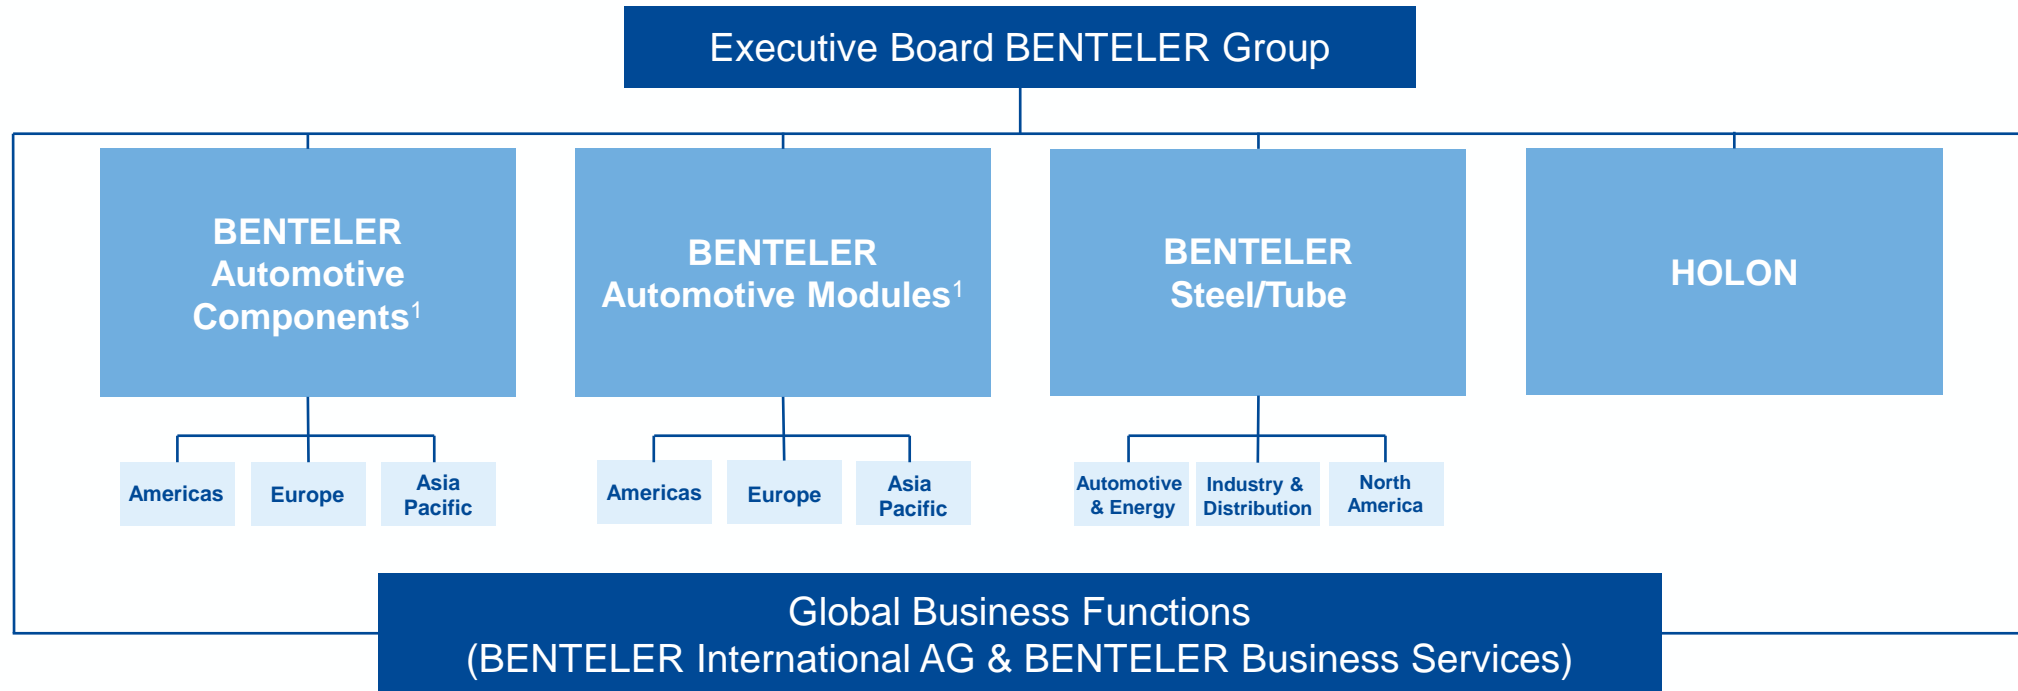 Executive Board BENTELER Group
BENTELER
Automotive
Components¹
BENTELER
Automotive Modules¹
BENTELER
Steel/Tube
HOLON
Americas
Europe
Asia
Pacific
Americas
Europe
Asia
Pacific
Automotive
& Energy
Industry &
Distribution
North
America
Global Business Functions
(BENTELER International AG & BENTELER Business Services)